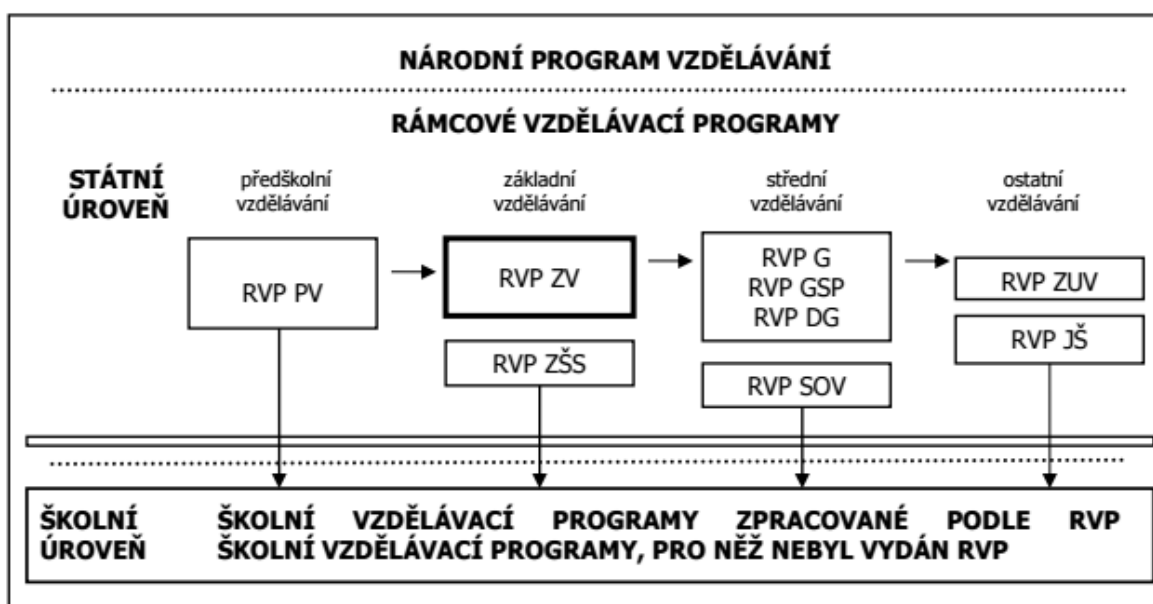 NÁRODNÍ PROGRAM VZDĚLÁVÁNÍ
RÁMCOVÉ VZDĚLÁVACÍ PROGRAMY
STÁTNÍ
ÚROVEŇ
předškolní
vzdělávání
základní
vzdělávání
střední
vzdělávání
ostatní
vzdělávání
RVP PV
RVP ZV
RVP ZŠS
RVP G
RVP GSP
RVP DG
RVP SOV
RVP ZUV
RVP JŠ
ŠKOLNÍ ŠKOLNÍ VZDĚLÁVACÍ PROGRAMY ZPRACOVANÉ PODLE RVP
ÚROVEŇ ŠKOLNÍ VZDĚLÁVACÍ PROGRAMY, PRO NĚŽ NEBYL VYDÁN RVP